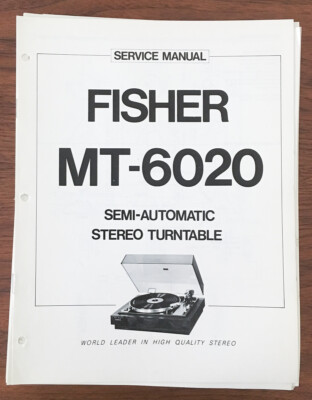 SERVICE MANUAL
FISHER
MT-6020
SEMI-AUTOMATIC
STEREO TURNTABLE
WORLD LEADER IN HIGH QUALITY STEREO